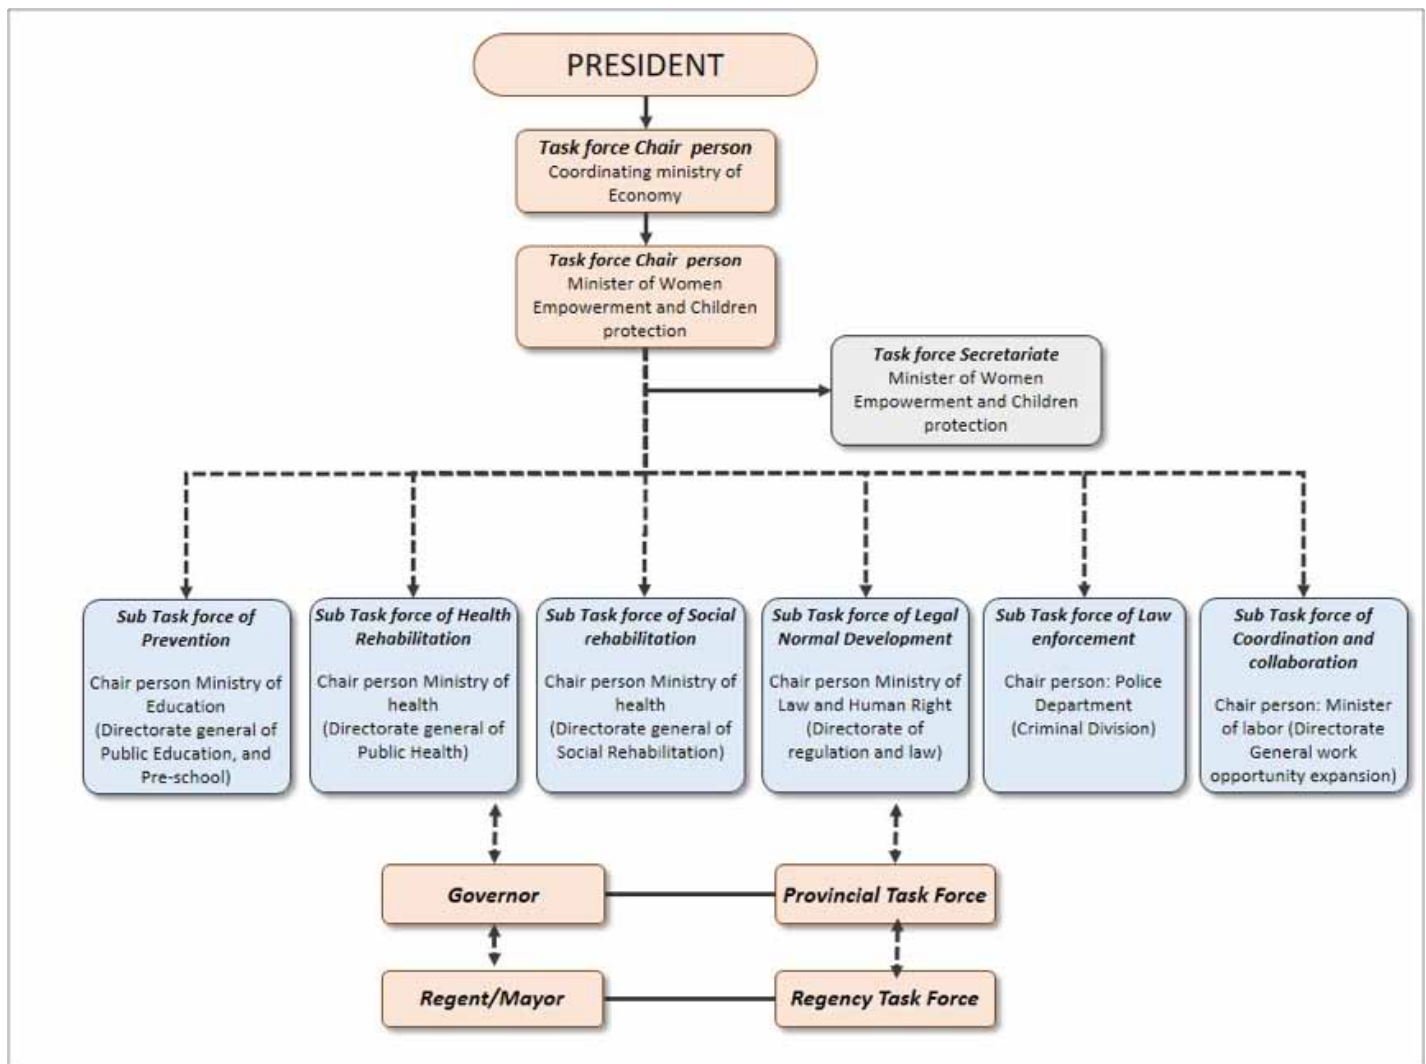 PRESIDENT
Task force Chair person
Coordinating ministry of
Economy
Task force Chair person
Minister of Women
Empowerment and Children
protection
Task force Secretariate
Minister of Women
Empowerment and Children
protection
Sub Task force of
Prevention
Chair person Ministry of
Education
(Directorate general of
Public Education, and
Pre-school)
Sub Task force of Health
Rehabilitation
Chair person Ministry of
health
(Directorate general of
Public Health)
Sub Task force of Social
rehabilitation
Chair person Ministry of
health
(Directorate general of
Social Rehabilitation)
Sub Task force of Legal
Normal Development
Chair person Ministry of
Law and Human Right
(Directorate of
regulation and law)
Sub Task force of Law
enforcement
Chair person: Police
Department
(Criminal Division)
Sub Task force of
Coordination and
collaboration
Chair person: Minister
of labor (Directorate
General work
opportunity expansion)
Governor
Provincial Task Force
Regent/Mayor
Regency Task Force